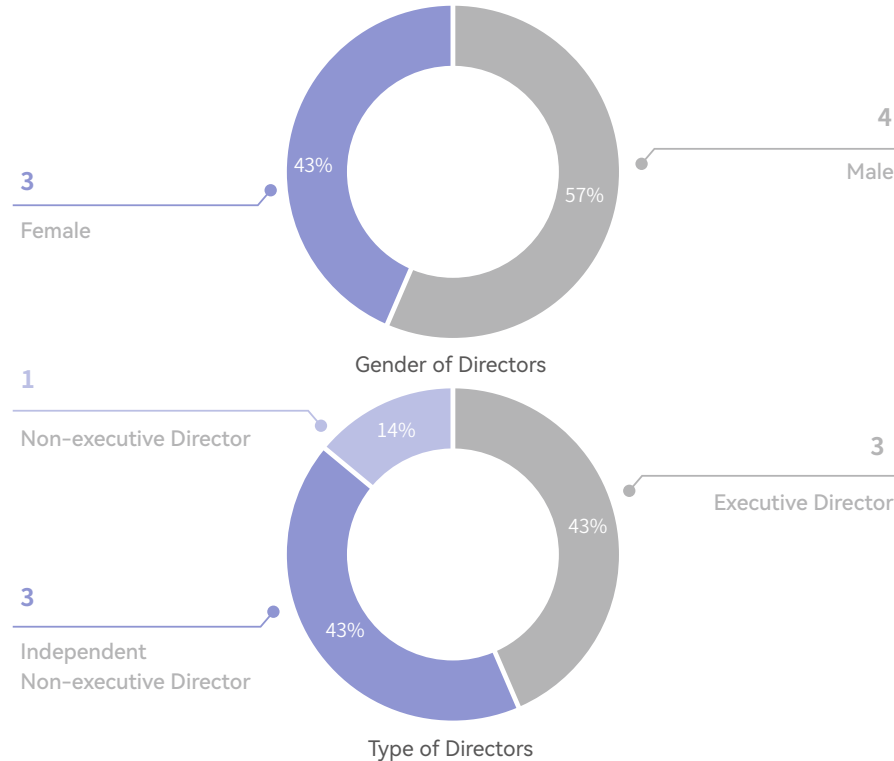 4
Male
43%
57%
3
Female
Gender of Directors
1
Non-executive Director
14%
3
Executive Director
43%
3
Independent
Non-executive Director
43%
Type of Directors